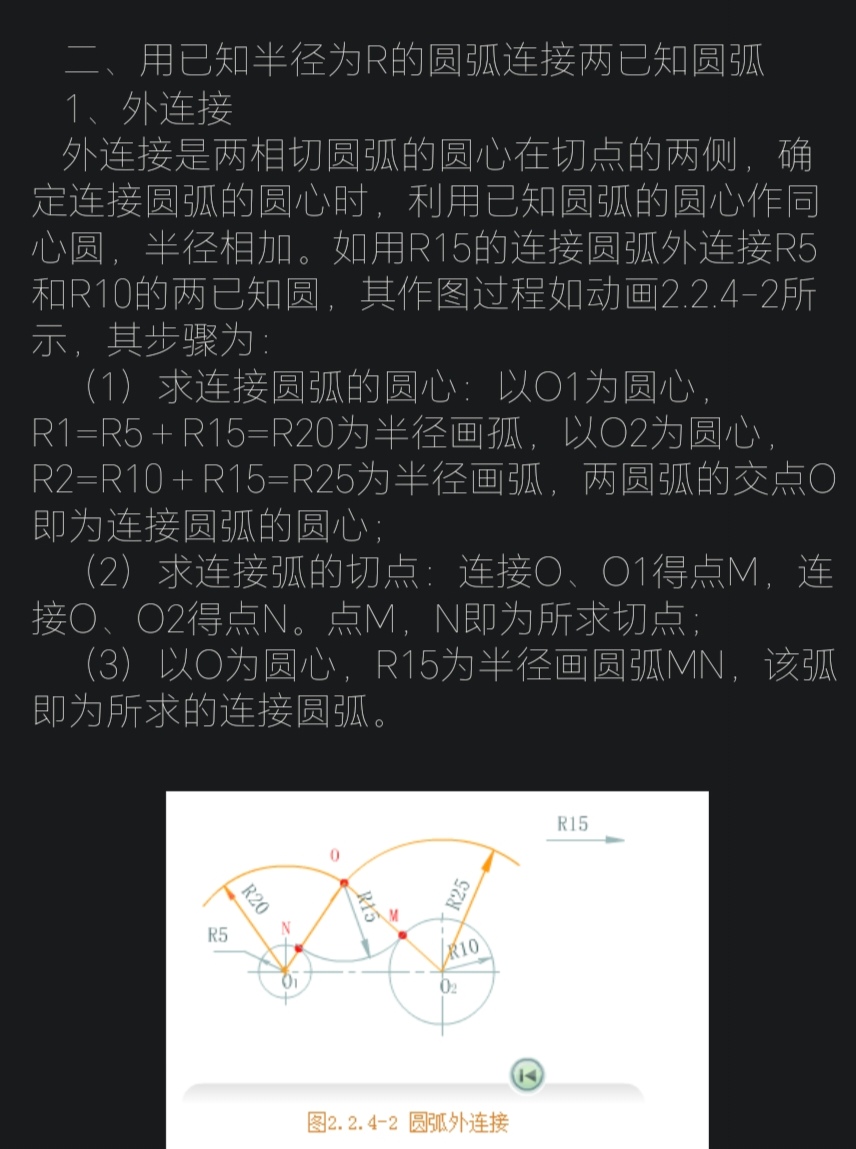 二、用已知半径为R的圆弧连接两已知圆弧
1、外连接
外连接是两相切圆弧的圆心在切点的两侧，确
定连接圆弧的圆心时，利用已知圆弧的圆心作同
心圆，半径相加。如用R15的连接圆弧外连接R5
和R10的两已知圆，其作图过程如动画2.2.4-2所
示，其步骤为：
（1）求连接圆弧的圆心：以O1为圆心，
R1=R5＋R15=R20为半径画孤，以O2为圆心，
R2=R10＋R15=R25为半径画弧，两圆弧的交点O
即为连接圆弧的圆心；
（2）求连接弧的切点：连接O、O1得点M，连
接O、O2得点N。点M，N即为所求切点；
（3）以O为圆心，R15为半径画圆弧MN，该弧
即为所求的连接圆弧。
R15
O
R20
R15
R25
M
N
R5
R10
O1
O2
图2.2.4-2 圆弧外连接